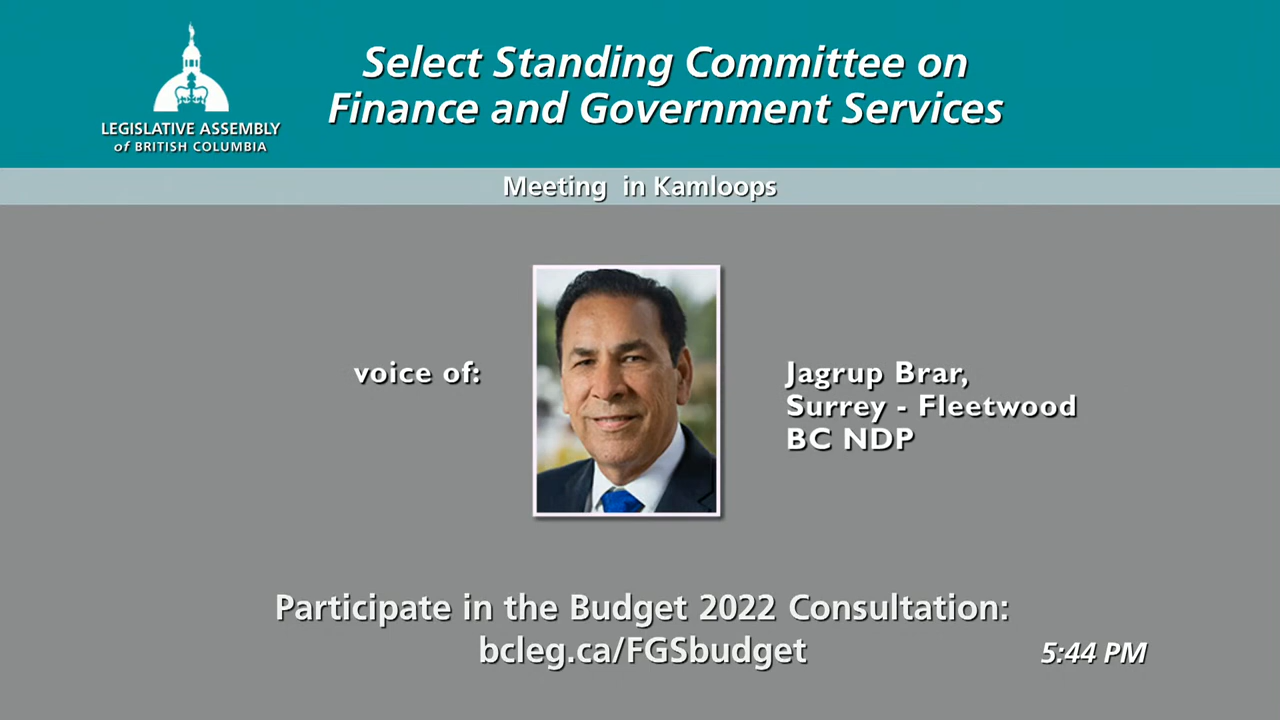 LEGISLATIVE ASSEMBLY
of BRITISH COLUMBIA
Select Standing Committee on
Finance and Government Services
Meeting in Kamloops
voice of:
Jagrup Brar,
Surrey - Fleetwood
BC NDP
Participate in the Budget 2022 Consultation:
bcleg.ca/FGSbudget
5:44 PM